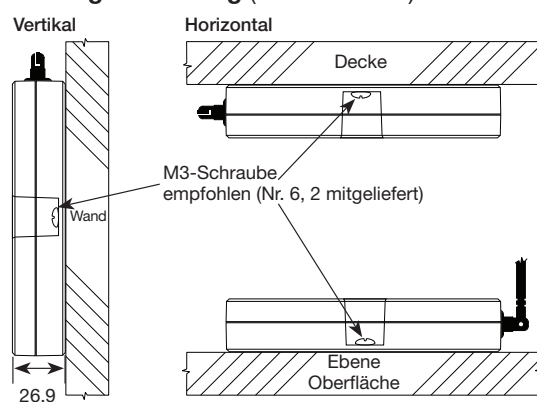 Vertikal
Horizontal
Decke
M3-Schraube
empfohlen (Nr. 6, 2 mitgeliefert)
Wand
Ebene
Oberfläche
26.9